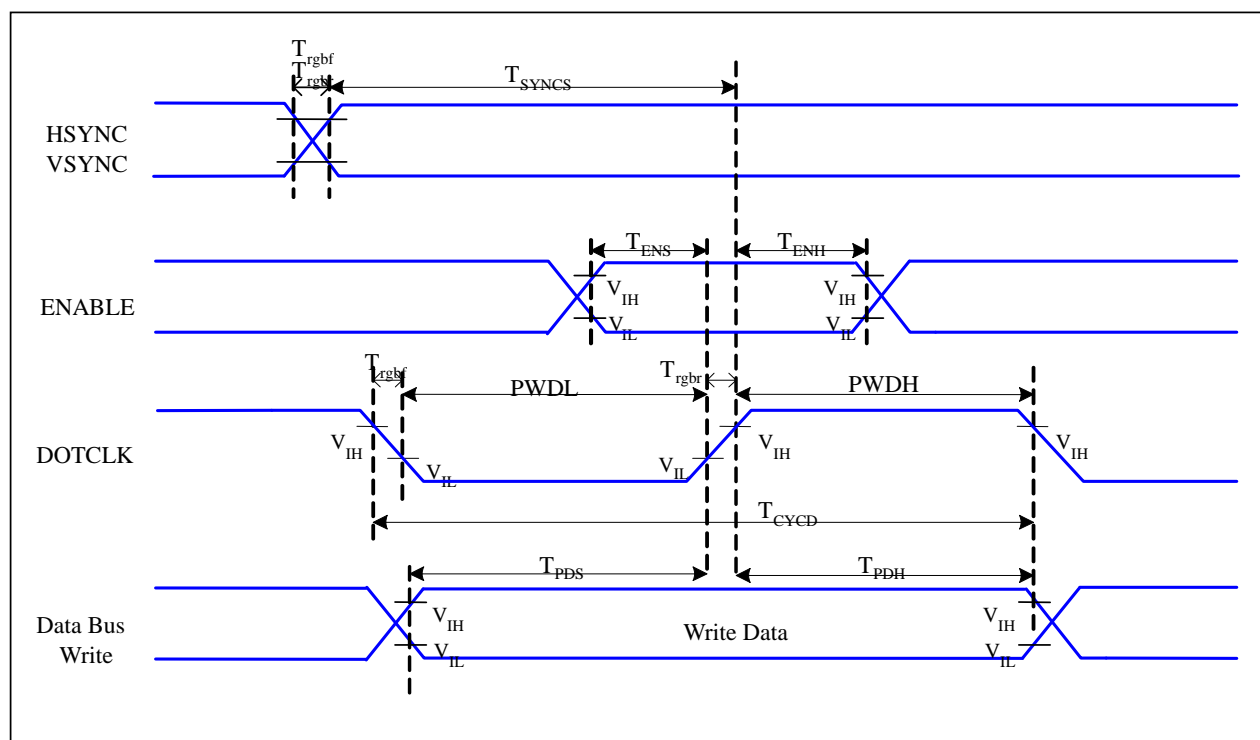 Trgbf
Trgbr
TSYNCS
HSYNC
VSYNC
TENS
TENH
ENABLE
VIH
VIH
VIL
VIL
Trgbf
PWDL
Trgbr
PWDH
DOTCLK
VIH
VIL
VIL
VIH
VIH
TCYCD
TPDS
TPDH
Data Bus
Write
VIH
Write Data
VIH
VIL
VIL